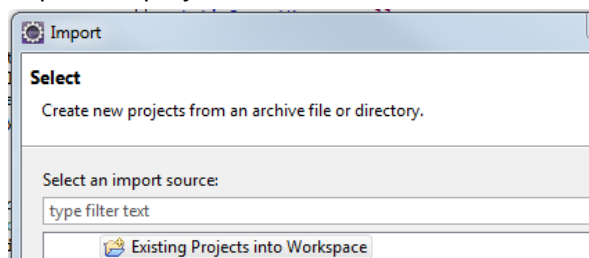 Import
Select
Create new projects from an archive file or directory.
Select an import source:
type filter text
Existing Projects into Workspace